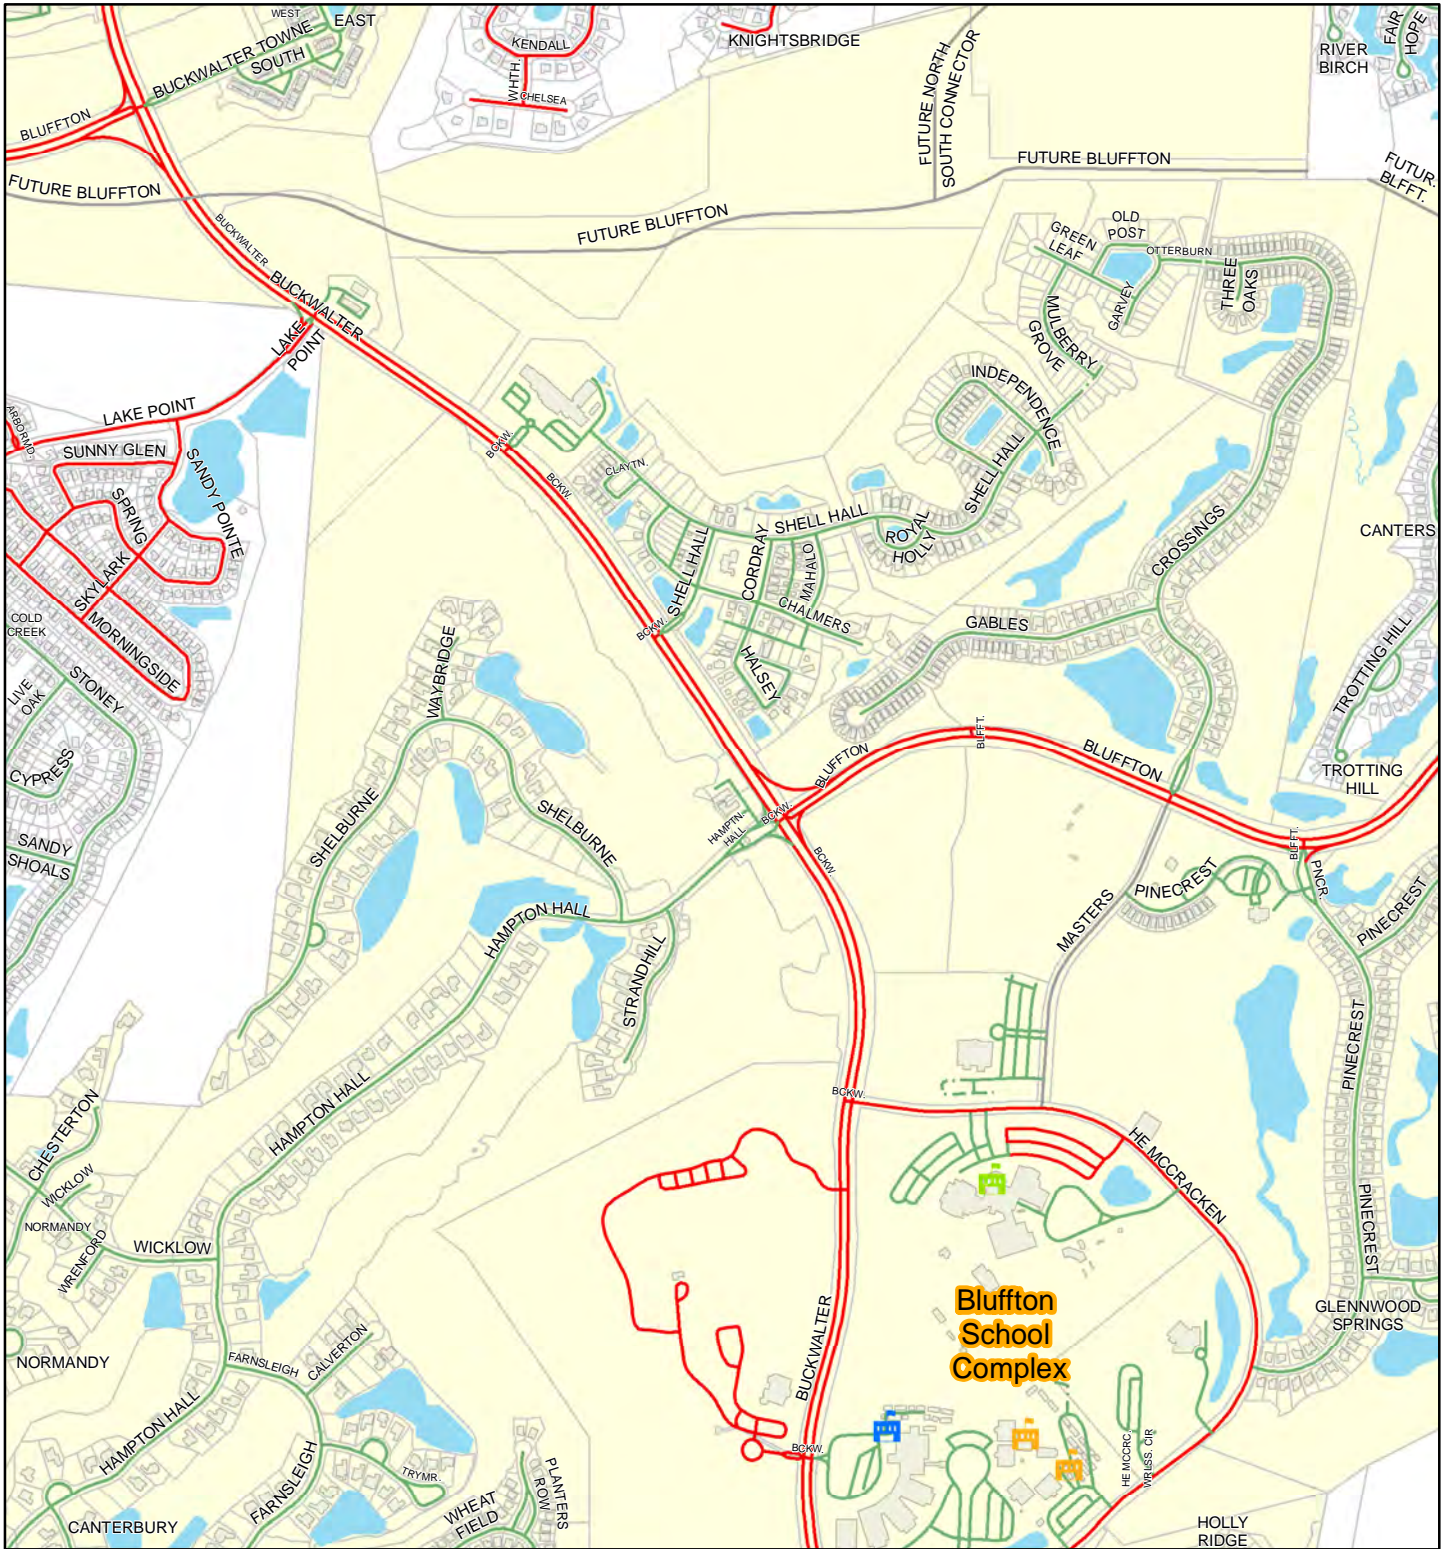 WEST
EAST
BUCKWALTER TOWNE
SOUTH
KENDALL
WHTH.
CHELSEA
KNIGHTSBRIDGE
FUTURE NORTH
SOUTH CONNECTOR
RIVER
BIRCH
FAIR
HOPE
BLUFFTON
FUTURE BLUFFTON
FUTURE BLUFFTON
FUTURE BLUFFTON
FUTUR.
BLFFT.
BUCKWALTER
BUCKWALTER
GREEN
LEAF
OLD
POST
OTTERBURN
THREE
OAKS
GARVEY
MULBERRY
GROVE
LAKE
POINT
LAKE POINT
ARBORMD.
SUNNY GLEN
SANDY POINTE
SPRING
SKYLARK
MORNINGSIDE
COLD
CREEK
STONEY
LIVE
OAK
CYPRESS
SANDY
SHOALS
INDEPENDENCE
SHELL HALL
BCKW.
BCKW.
CLAYTN.
SHELL HALL
ROYAL
HOLLY
CORDRAY
MAHALO
SHELL HALL
CHALMERS
BCKW.
HALSEY
GABLES
CROSSINGS
CANTERS
TROTTING HILL
TROTTING
HILL
WAYBRIDGE
SHELBURNE
SHELBURNE
BLUFFTON
BLFFT.
BLUFFTON
BCKW.
HAMPTN.
HALL
BCKW.
BLFFT.
PNCR.
PINECREST
PINECREST
MASTERS
HAMPTON HALL
STRANDHILL
PINECREST
HAMPTON HALL
BCKW.
HE MCCRACKEN
CHESTERTON
WICKLOW
NORMANDY
WRENFORD
WICKLOW
PINECREST
BUCKWALTER
Bluffton
School
Complex
GLENNWOOD
SPRINGS
NORMANDY
FARNSLEIGH
CALVERTON
HAMPTON HALL
FARNSLEIGH
TRYMR.
WHEAT
FIELD
PLANTERS
ROW
BCKW.
HE MCCRC.
WRLSS. CIR
CANTERBURY
HOLLY
RIDGE